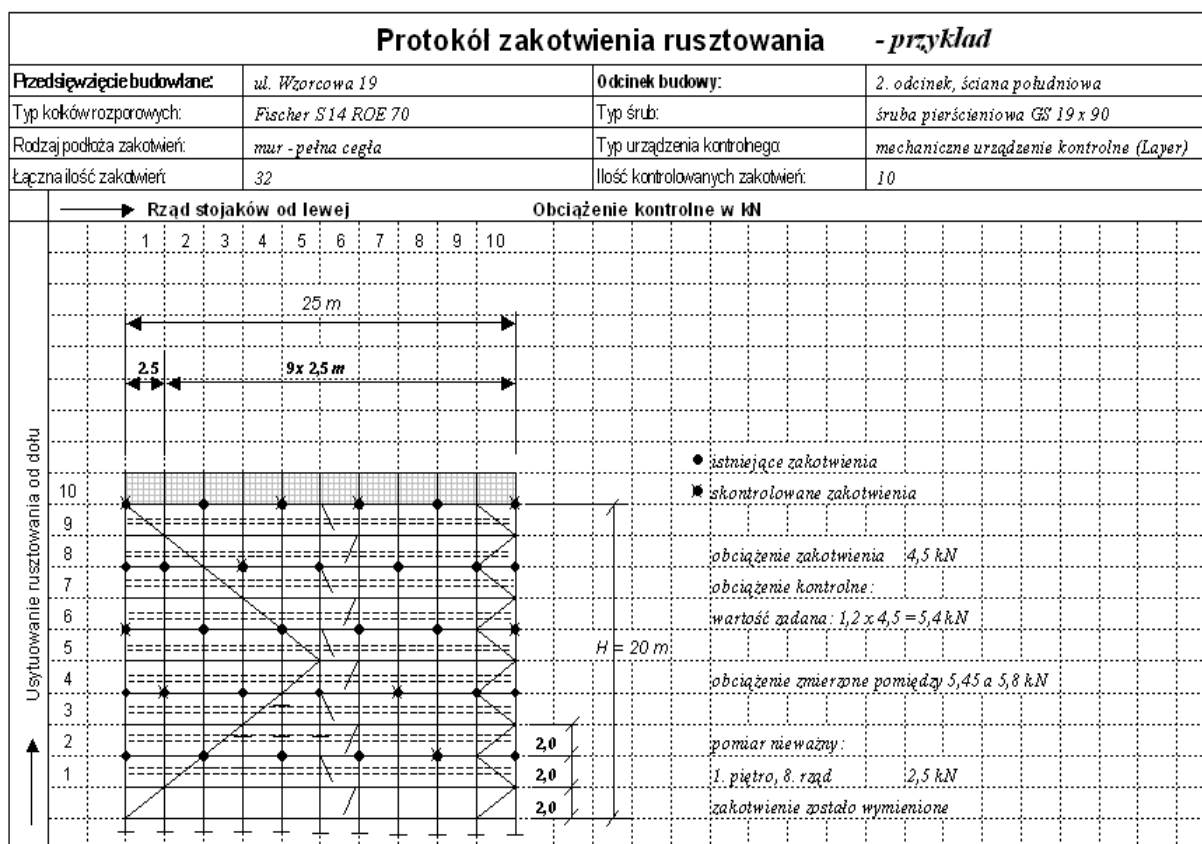 Protokół zakotwienia rusztowania - przykład
Przedsięwzięcie budowlane: ul. Wzorcowa 19 Odcinek budowy: 2. odcinek, ściana południowa
Typ kołków rozporowych: Fischer S 14 ROE 70 Typ śrub: śruba pierścieniowa GS 19 x 90
Rodzaj podłoża zakotwień: mur - pełna cegła Typ urządzenia kontrolnego: mechaniczne urządzenie kontrolne (Layer)
Łączna ilość zakotwień: 32 Ilość kontrolowanych zakotwień: 10
Rząd stojaków od lewej Obciążenie kontrolne w kN
1 2 3 4 5 6 7 8 9 10
25 m
2.5 9x 2,5 m
Usytuowanie rusztowania od dołu
istniejące zakotwienia
10
skontrolowane zakotwienia
9
8
obciążenie zakotwienia 4,5 kN
7
obciążenie kontrolne:
6
wartość zadana: 1,2 x 4,5 = 5,4 kN
5
H = 20 m
4
obciążenie zmierzone pomiędzy 5,45 a 5,8 kN
3
2
2,0
pomiar nieważny:
1
2,0
1. piętro, 8. rząd 2,5 kN
2,0
zakotwienie zostało wymienione